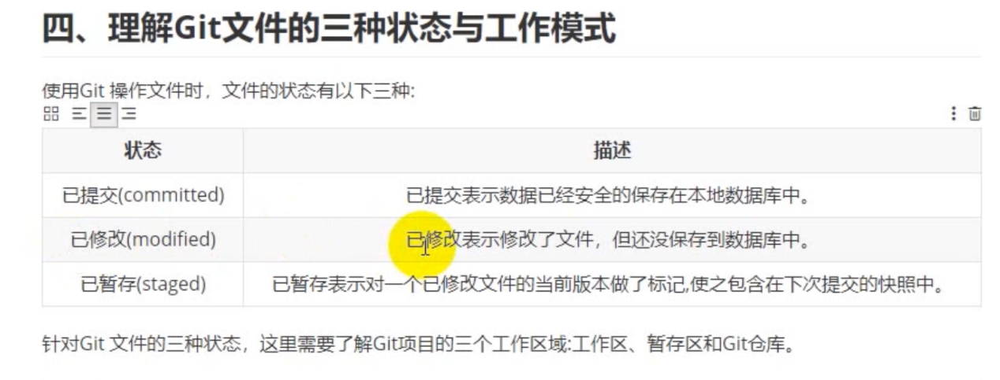 四、理解Git文件的三种状态与工作模式
使用Git 操作文件时，文件的状态有以下三种:
状态 描述
已提交(committed) 已提交表示数据已经安全的保存在本地数据库中。
已修改(modified) 已修改表示修改了文件，但还没保存到数据库中。
已暂存(staged) 已暂存表示对一个已修改文件的当前版本做了标记,使之包含在下次提交的快照中。
针对Git 文件的三种状态，这里需要了解Git项目的三个工作区域:工作区、暂存区和Git仓库。